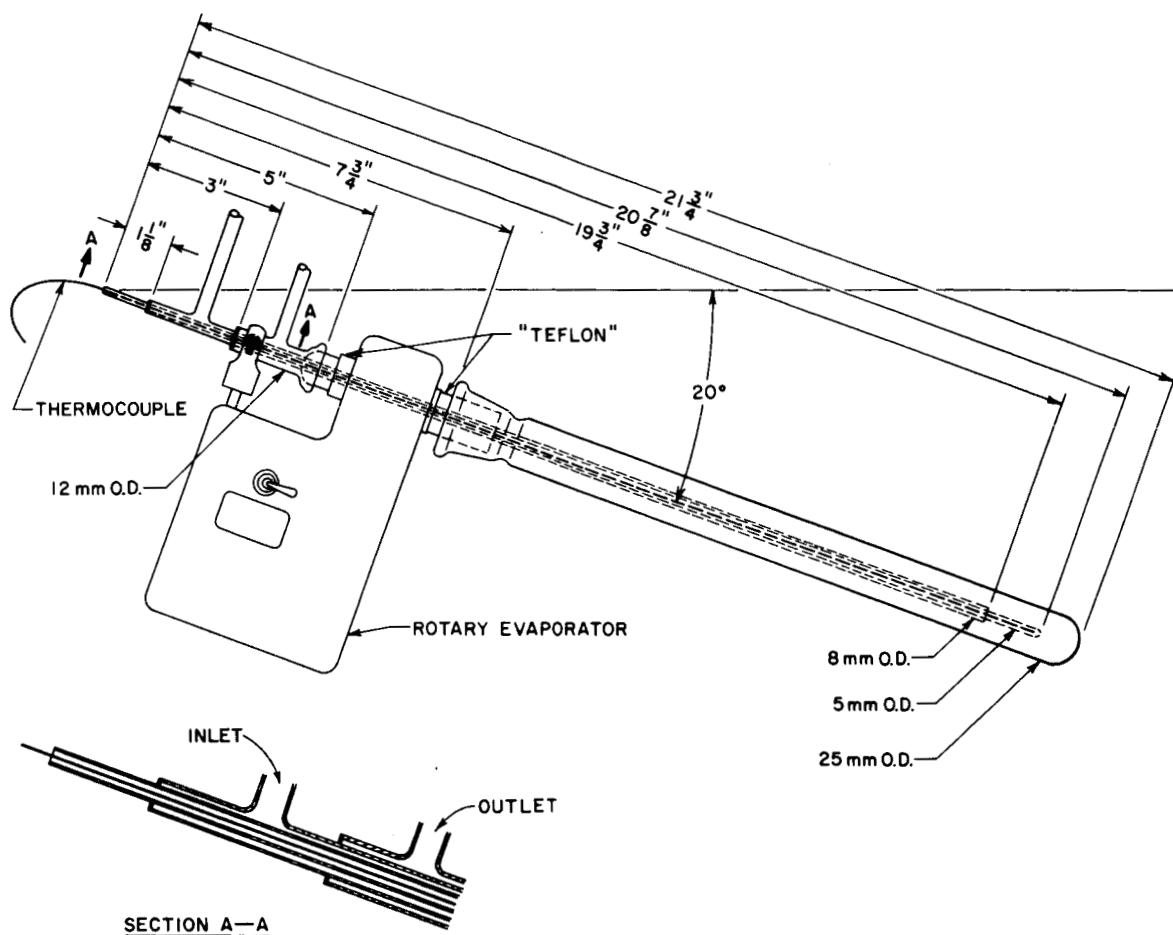 21 3/4"
20 7/8"
19 3/4"
7 3/4"
5"
3"
1 1/8"
A
A
"TEFLON"
20°
THERMOCOUPLE
12 mm O.D.
ROTARY EVAPORATOR
8 mm O.D.
5 mm O.D.
25 mm O.D.
INLET
OUTLET
SECTION A—A